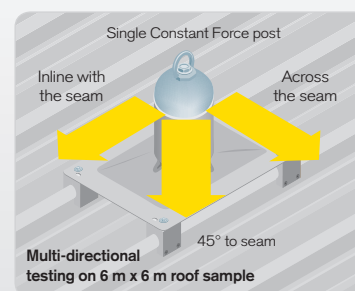 Single Constant Force post
Inline with
the seam
Across
the seam
45° to seam
Multi-directional
testing on 6 m x 6 m roof sample